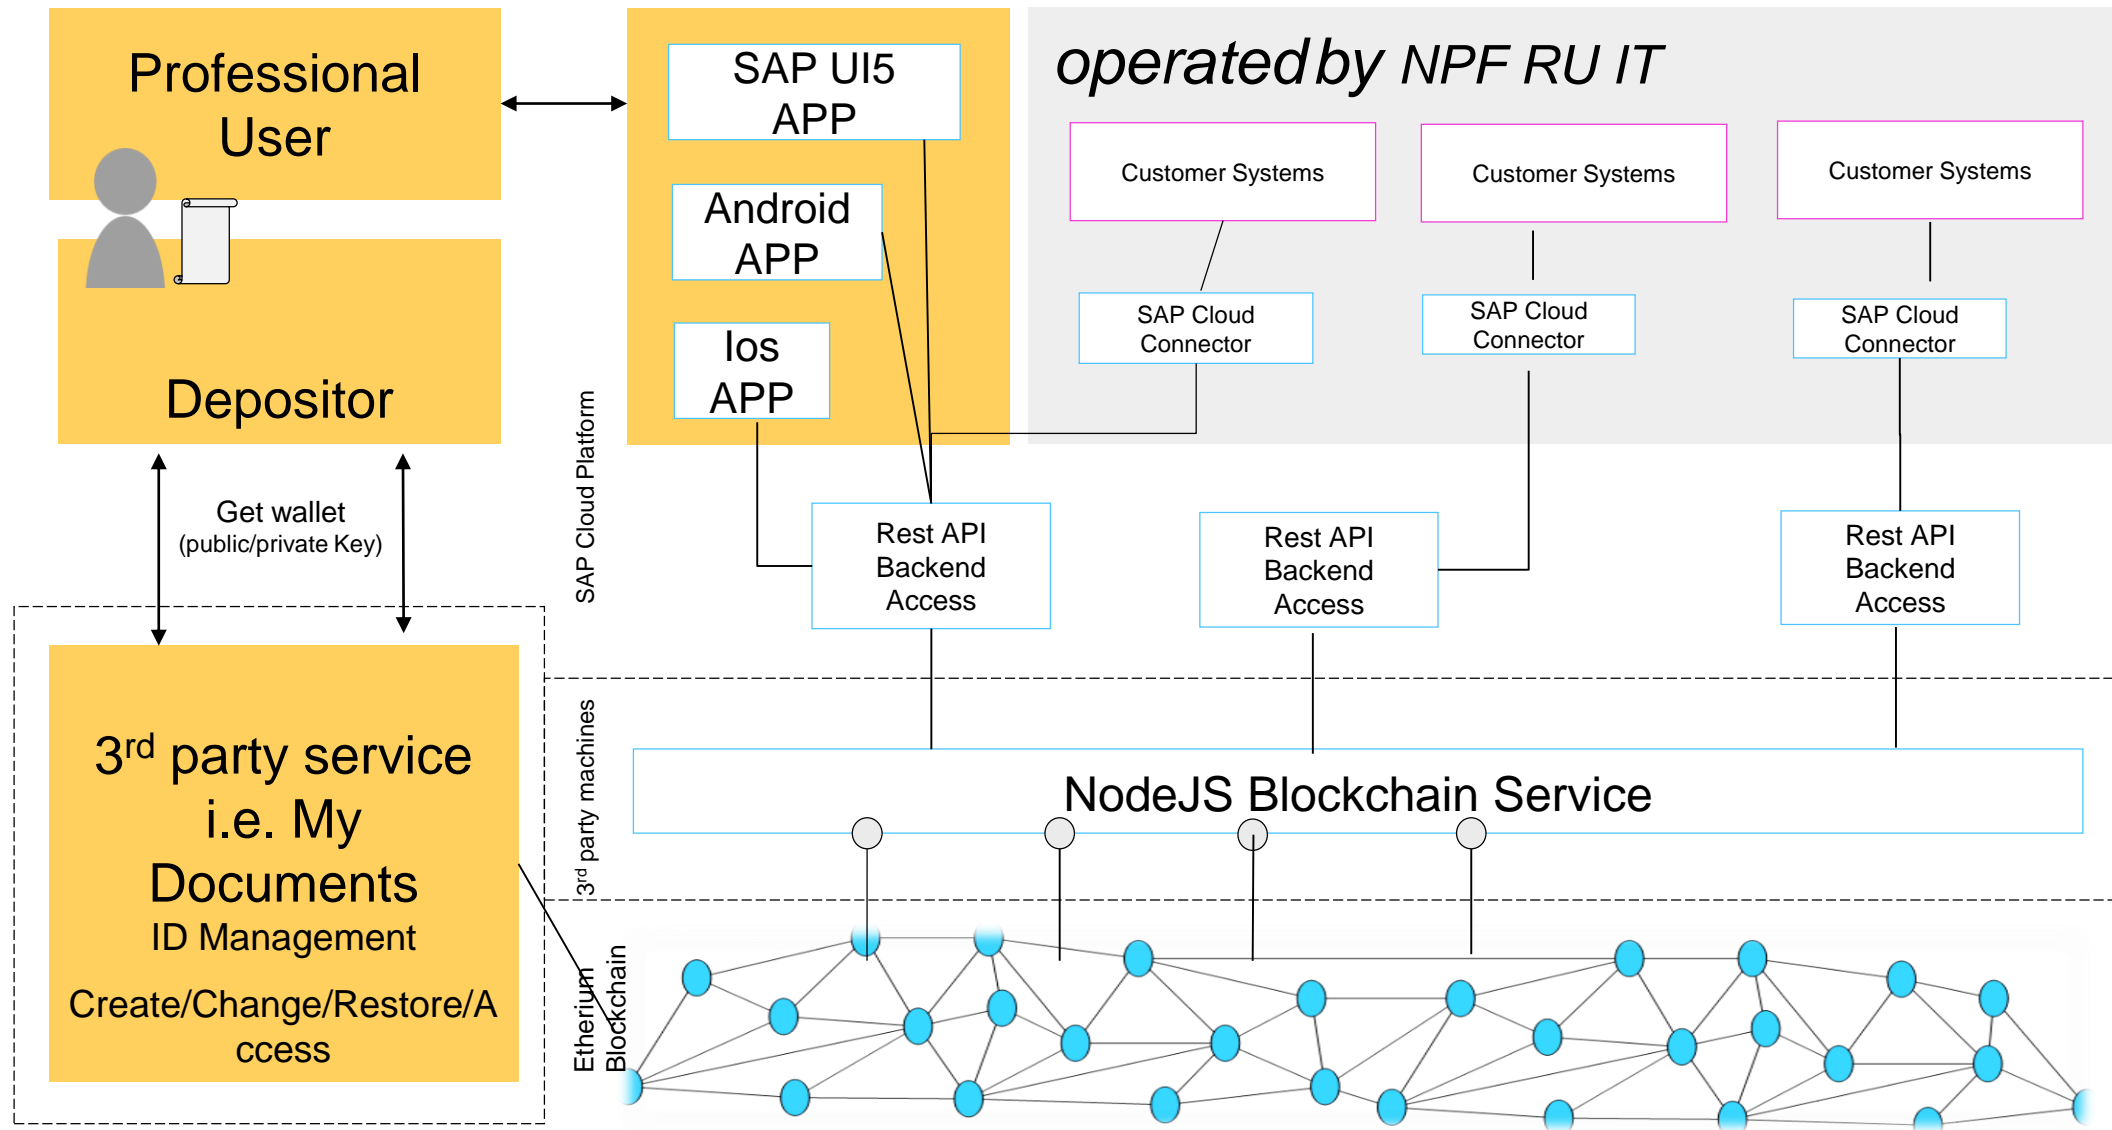 Professional
User
Depositor
Get wallet
(public/private Key)
3rd party service
i.e. My
Documents
ID Management
Create/Change/Restore/A
ccess
SAP UI5
APP
Android
APP
Ios
APP
SAP Cloud Platform
operated by NPF RU IT
Customer Systems
Customer Systems
Customer Systems
SAP Cloud
Connector
SAP Cloud
Connector
SAP Cloud
Connector
Rest API
Backend
Access
Rest API
Backend
Access
Rest API
Backend
Access
3rd party machines
NodeJS Blockchain Service
Etherium
Blockchain